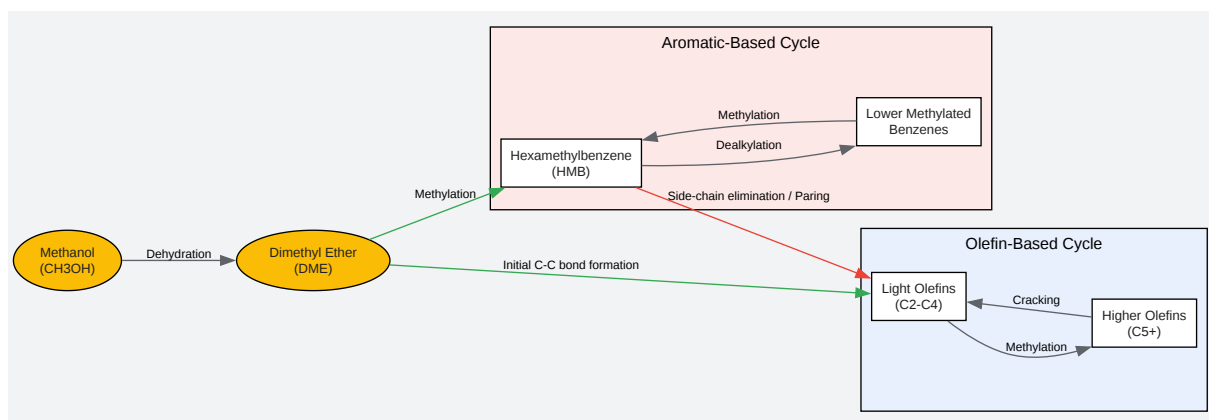 Aromatic-Based Cycle
Methylation
Lower Methylated
Benzenes
Dealkylation
Hexamethylbenzene
(HMB)
Methylation
Side-chain elimination / Paring
Methanol
(CH3OH)
Dehydration
Dimethyl Ether
(DME)
Initial C-C bond formation
Olefin-Based Cycle
Light Olefins
(C2-C4)
Cracking
Higher Olefins
(C5+)
Methylation